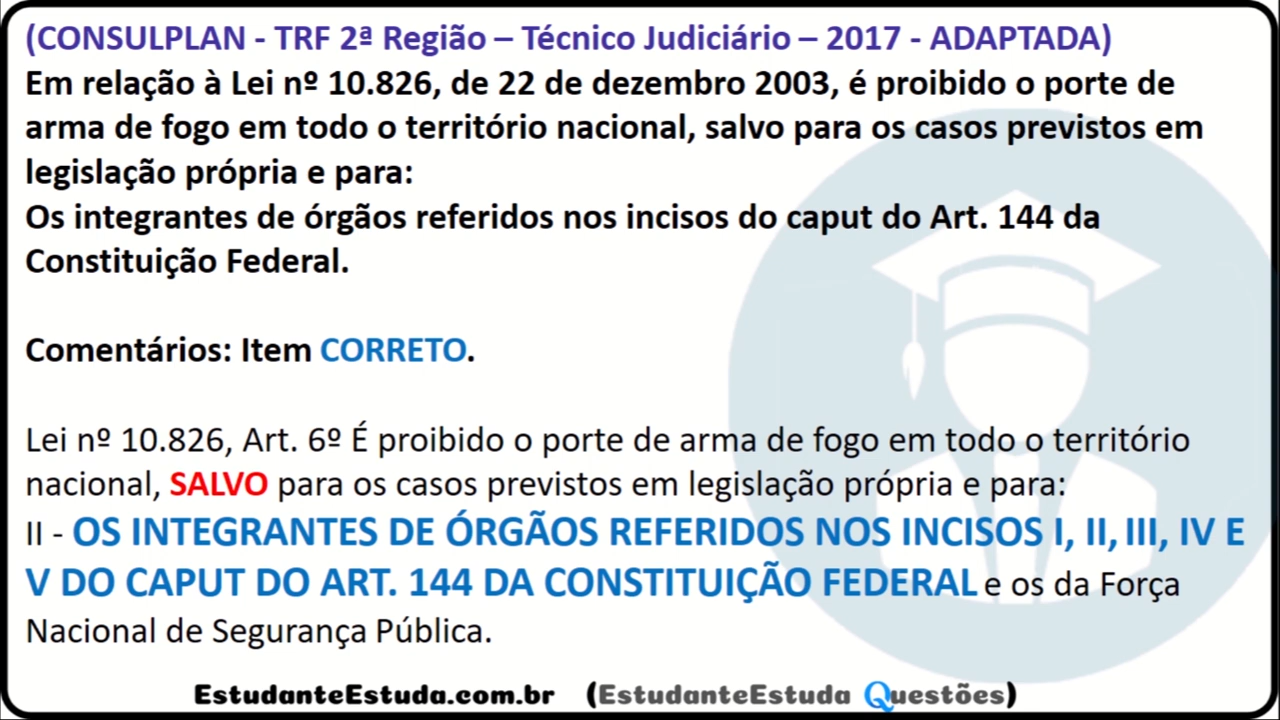 (CONSULPLAN - TRF 2ª Região – Técnico Judiciário – 2017 - ADAPTADA)
Em relação à Lei nº 10.826, de 22 de dezembro 2003, é proibido o porte de
arma de fogo em todo o território nacional, salvo para os casos previstos em
legislação própria e para:
Os integrantes de órgãos referidos nos incisos do caput do Art. 144 da
Constituição Federal.
Comentários: Item CORRETO.
Lei nº 10.826, Art. 6º É proibido o porte de arma de fogo em todo o território
nacional, SALVO para os casos previstos em legislação própria e para:
II - OS INTEGRANTES DE ÓRGÃOS REFERIDOS NOS INCISOS I, II, III, IV E
V DO CAPUT DO ART. 144 DA CONSTITUIÇÃO FEDERAL e os da Força
Nacional de Segurança Pública.
EstudanteEstuda.com.br (EstudanteEstuda Questões)